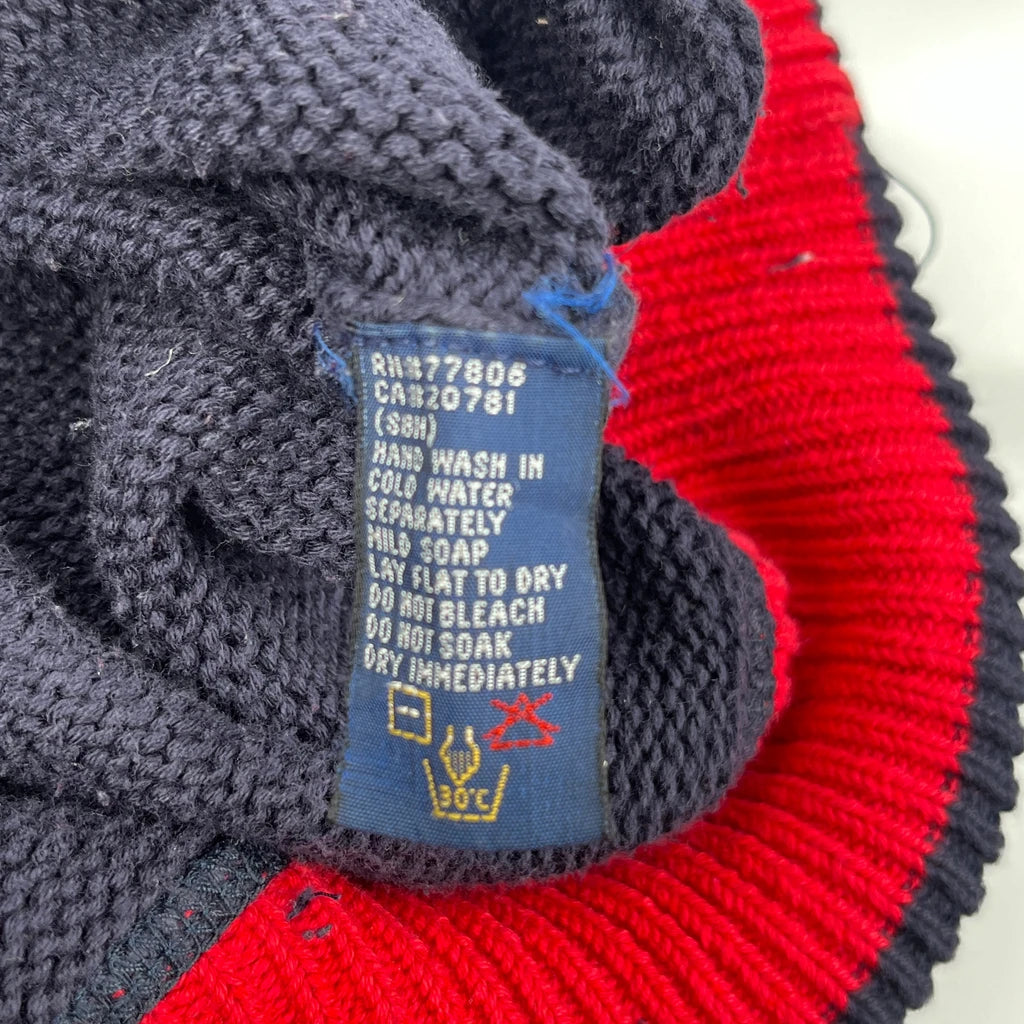 RN#77806
CA#20781
(SBH)
HAND WASH IN
COLD WATER
SEPARATELY
MILD SOAP
LAY FLAT TO DRY
DO NOT BLEACH
DO NOT SOAK
DRY IMMEDIATELY
30°C